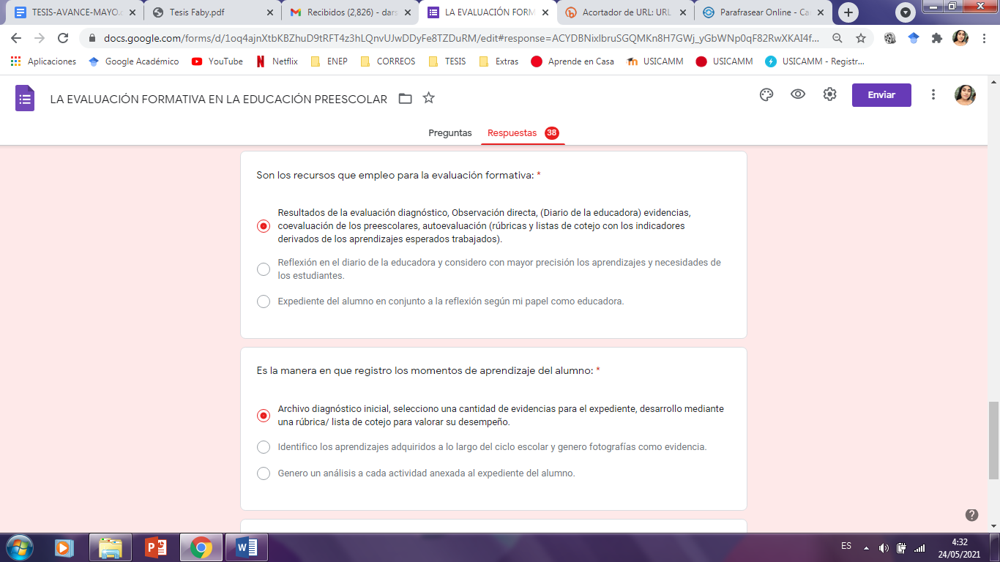 TESIS-AVANCE-MAYO.
Tesis Faby.pdf
Recibidos (2,826) - dars
LA EVALUACIÓN FORM
Acortador de URL: URL
Parafrasear Online - Ca
docs.google.com/forms/d/1oq4ajnXtbKBZhuD9tRFT4z3hLQnvUJwDDyFe8TZDuRM/edit#response=ACYDBNixlbruSGQMKn8H7GWj_yGbWNp0qF82RwXKAI4f...
Aplicaciones
Google Académico
YouTube
Netflix
ENEP
CORREOS
TESIS
Extras
Aprende en Casa
USICAMM
USICAMM
USICAMM - Registr...
LA EVALUACIÓN FORMATIVA EN LA EDUCACIÓN PREESCOLAR
Enviar
Preguntas
Respuestas 38
Son los recursos que empleo para la evaluación formativa: *
Resultados de la evaluación diagnóstico, Observación directa, (Diario de la educadora) evidencias,
coevaluación de los preescolares, autoevaluación (rúbricas y listas de cotejo con los indicadores
derivados de los aprendizajes esperados trabajados).
Reflexión en el diario de la educadora y considero con mayor precisión los aprendizajes y necesidades de
los estudiantes.
Expediente del alumno en conjunto a la reflexión según mi papel como educadora.
Es la manera en que registro los momentos de aprendizaje del alumno: *
Archivo diagnóstico inicial, selecciono una cantidad de evidencias para el expediente, desarrollo mediante
una rúbrica/ lista de cotejo para valorar su desempeño.
Identifico los aprendizajes adquiridos a lo largo del ciclo escolar y genero fotografías como evidencia.
Genero un análisis a cada actividad anexada al expediente del alumno.
ES
4:32
24/05/2021